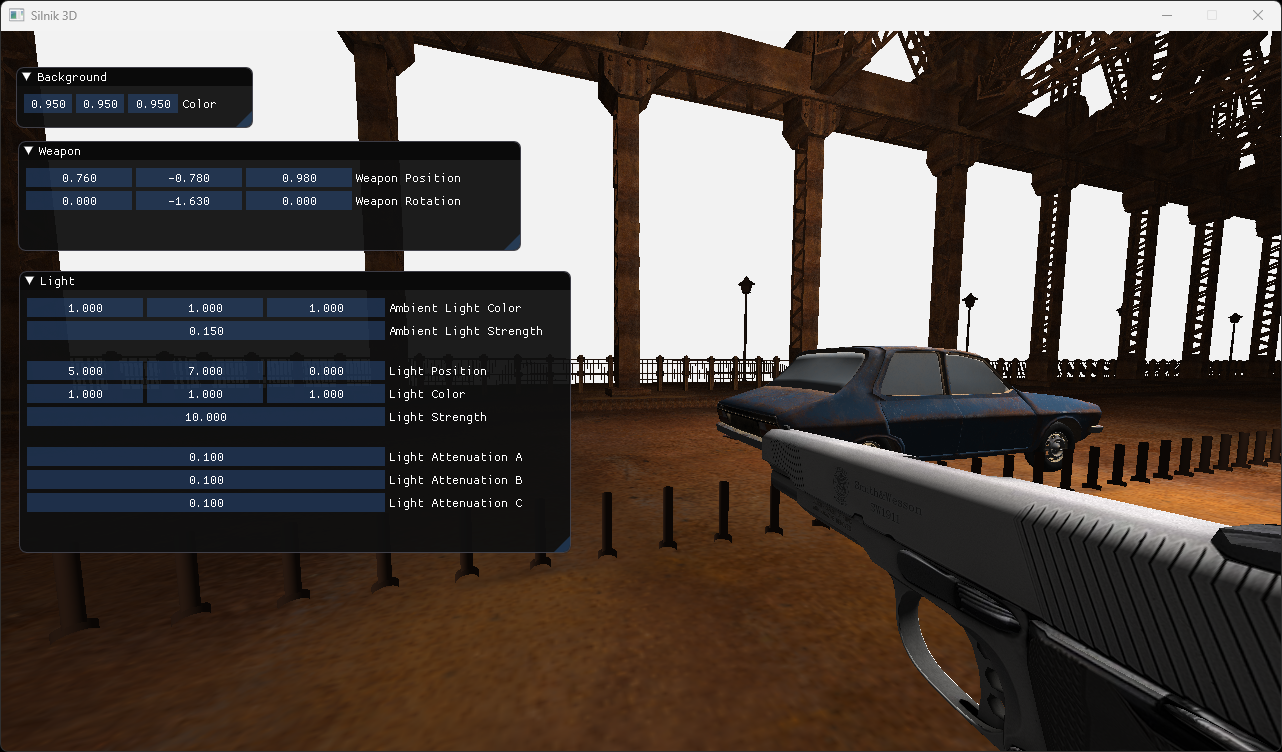 Silnik 3D
Background
0.950 0.950 0.950 Color
Weapon
0.760 -0.780 0.980 Weapon Position
0.000 -1.630 0.000 Weapon Rotation
Light
1.000 1.000 1.000 Ambient Light Color
0.150 Ambient Light Strength
5.000 7.000 0.000 Light Position
1.000 1.000 1.000 Light Color
10.000 Light Strength
0.100 Light Attenuation A
0.100 Light Attenuation B
0.100 Light Attenuation C